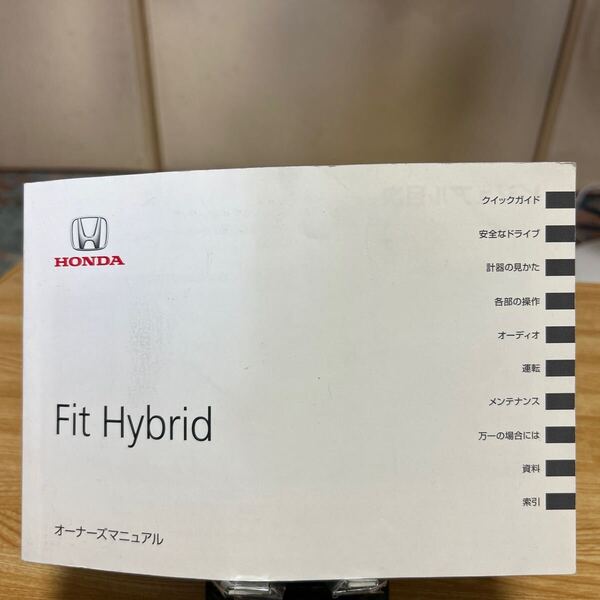 HONDA
Fit Hybrid
オーナーズマニュアル
クイックガイド
安全なドライブ
計器の見かた
各部の操作
オーディオ
運転
メンテナンス
万一の場合には
資料
索引